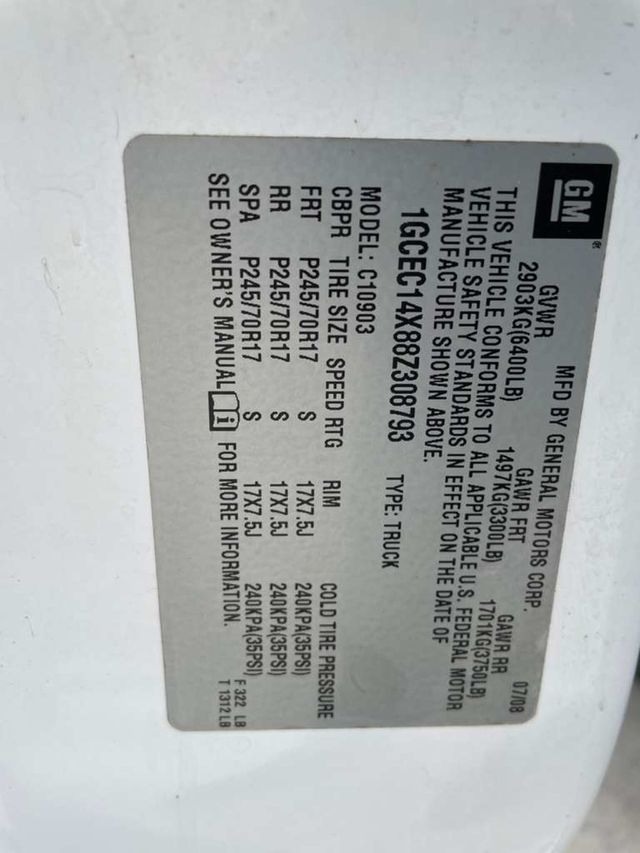 GM ®
MFD BY GENERAL MOTORS CORP. 07/08
GVWR GAWR FRT GAWR RR
2903KG(6400LB) 1497KG(3300LB) 1701KG(3750LB)
THIS VEHICLE CONFORMS TO ALL APPLICABLE U.S. FEDERAL MOTOR
VEHICLE SAFETY STANDARDS IN EFFECT ON THE DATE OF
MANUFACTURE SHOWN ABOVE.
1GCEC14X88Z308793 TYPE: TRUCK
MODEL: C10903
CBPR TIRE SIZE SPEED RTG RIM COLD TIRE PRESSURE
FRT P245/70R17 S 17X7.5J 240KPA(35PSI)
RR P245/70R17 S 17X7.5J 240KPA(35PSI)
SPA P245/70R17 S 17X7.5J 240KPA(35PSI)
SEE OWNER'S MANUAL FOR MORE INFORMATION.
F 322 LB
T 1312 LB